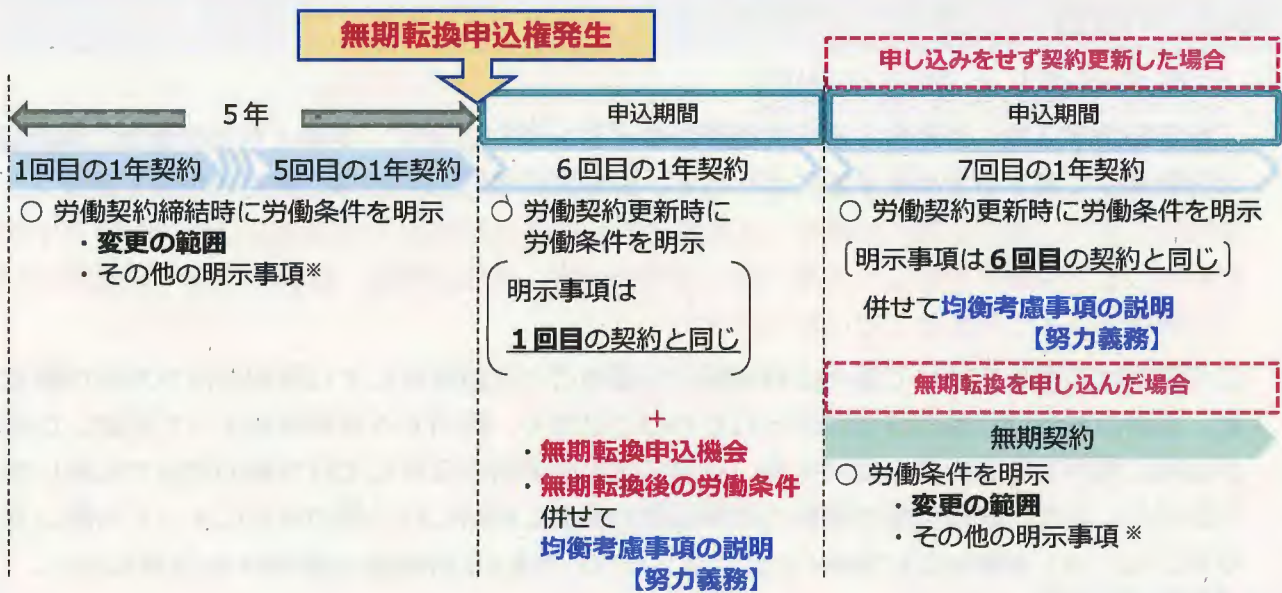 無期転換申込権発生
5年
1回目の1年契約 5回目の1年契約
○ 労働契約締結時に労働条件を明示
・変更の範囲
・その他の明示事項※
申込期間
6回目の1年契約
○ 労働契約更新時に
労働条件を明示
明示事項は
1回目の契約と同じ
+
・無期転換申込機会
・無期転換後の労働条件
併せて
均衡考慮事項の説明
【努力義務】
申し込みをせず契約更新した場合
申込期間
7回目の1年契約
○ 労働契約更新時に労働条件を明示
〔明示事項は6回目の契約と同じ〕
併せて均衡考慮事項の説明
【努力義務】
無期転換を申し込んだ場合
無期契約
○ 労働条件を明示
変更の範囲
・その他の明示事項※